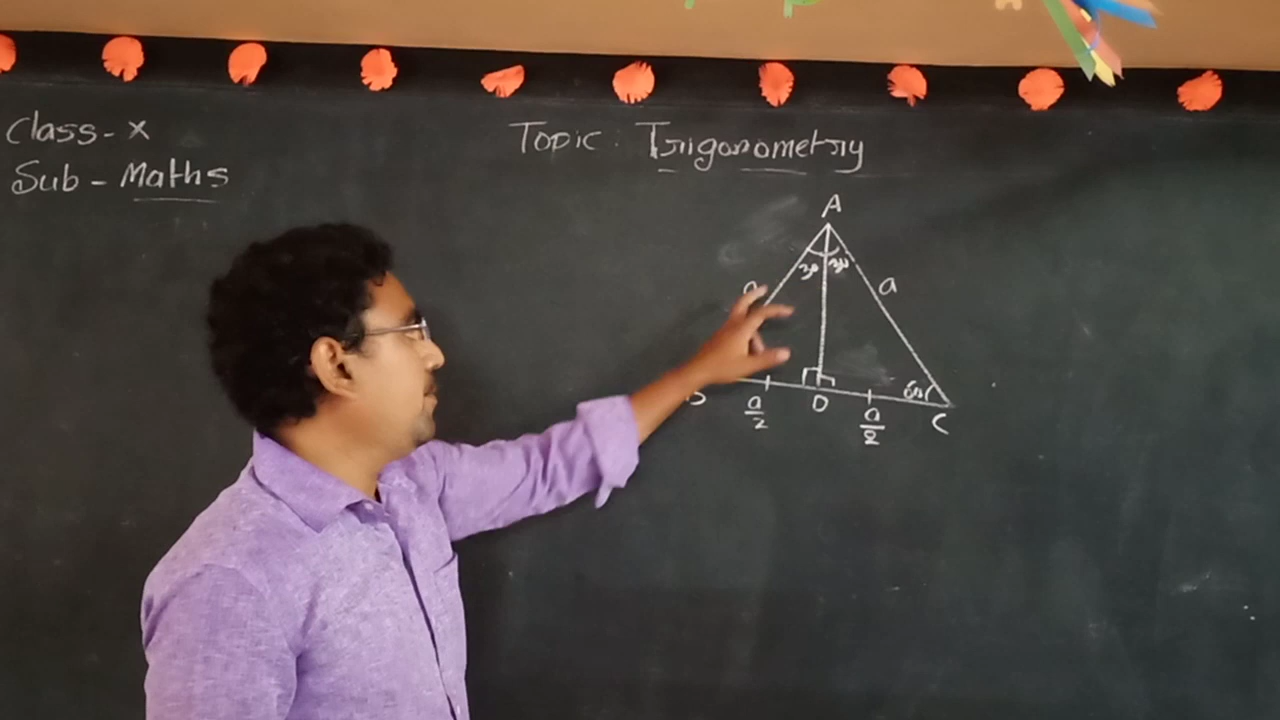 Class - X
Sub - Maths
Topic : Trigonometry
A
30 30
a a
60
B a/2 D a/2 C